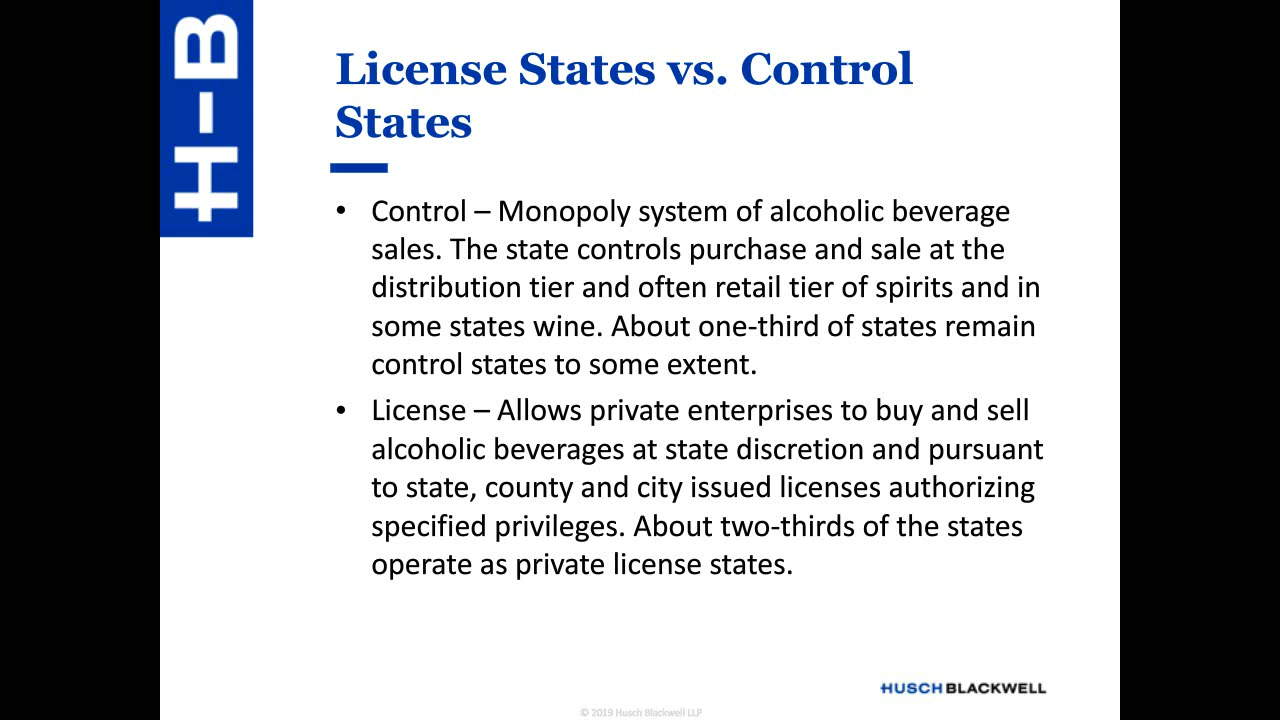 H-B
License States vs. Control
States
• Control – Monopoly system of alcoholic beverage
sales. The state controls purchase and sale at the
distribution tier and often retail tier of spirits and in
some states wine. About one-third of states remain
control states to some extent.
• License – Allows private enterprises to buy and sell
alcoholic beverages at state discretion and pursuant
to state, county and city issued licenses authorizing
specified privileges. About two-thirds of the states
operate as private license states.
HUSCH BLACKWELL
© 2019 Husch Blackwell LLP